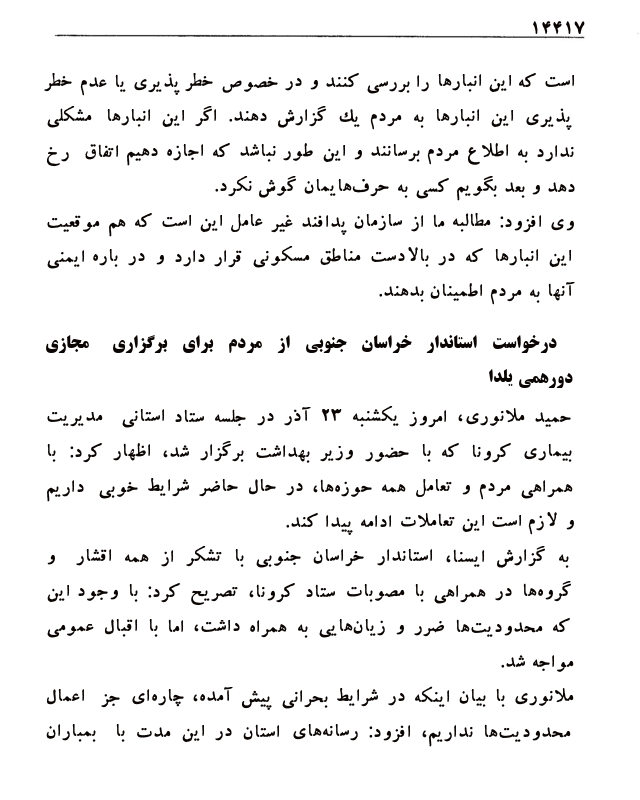 ۱۴۴۱۷
است که این انبارها را بررسی کنند و در خصوص خطر پذیری یا عدم خطر
پذیری این انبارها به مردم یك گزارش دهند. اگر این انبارها مشکلی
ندارد به اطلاع مردم برسانند و این طور نباشد که اجازه دهیم اتفاق رخ
دهد و بعد بگویم کسی به حرف‌هایمان گوش نکرد.
وی افزود: مطالبه ما از سازمان پدافند غیر عامل این است که هم موقعیت
این انبارها که در بالادست مناطق مسکونی قرار دارد و در باره ایمنی
آنها به مردم اطمینان بدهند.
درخواست استاندار خراسان جنوبی از مردم برای برگزاری مجازی
دورهمی یلدا
حمید ملانوری، امروز یکشنبه ۲۳ آذر در جلسه ستاد استانی مدیریت
بیماری کرونا که با حضور وزیر بهداشت برگزار شد، اظهار کرد: با
همراهی مردم و تعامل همه حوزه‌ها، در حال حاضر شرایط خوبی داریم
و لازم است این تعاملات ادامه پیدا کند.
به گزارش ایسنا، استاندار خراسان جنوبی با تشکر از همه اقشار و
گروه‌ها در همراهی با مصوبات ستاد کرونا، تصریح کرد: با وجود این
که محدودیت‌ها ضرر و زیان‌هایی به همراه داشت، اما با اقبال عمومی
مواجه شد.
ملانوری با بیان اینکه در شرایط بحرانی پیش آمده، چاره‌ای جز اعمال
محدودیت‌ها نداریم، افزود: رسانه‌های استان در این مدت با بمباران